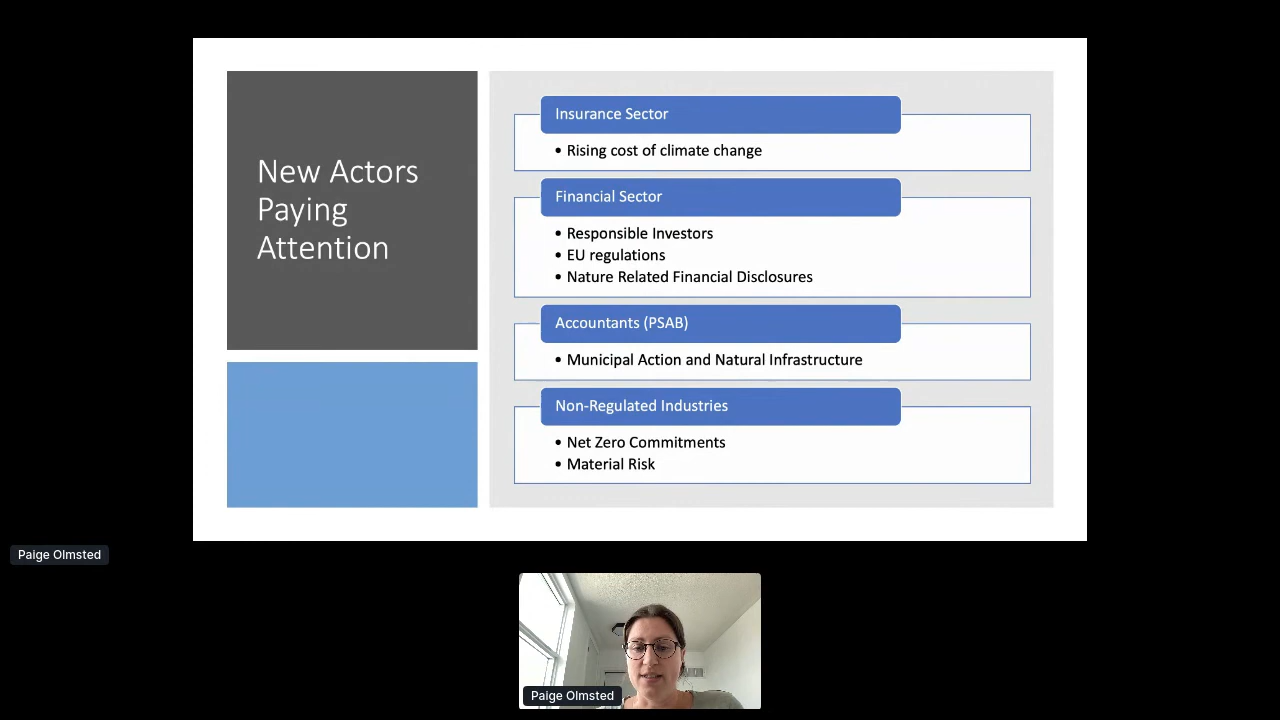 New Actors
Paying
Attention
Insurance Sector
• Rising cost of climate change
Financial Sector
• Responsible Investors
• EU regulations
• Nature Related Financial Disclosures
Accountants (PSAB)
• Municipal Action and Natural Infrastructure
Non-Regulated Industries
• Net Zero Commitments
• Material Risk
Paige Olmsted
Paige Olmsted